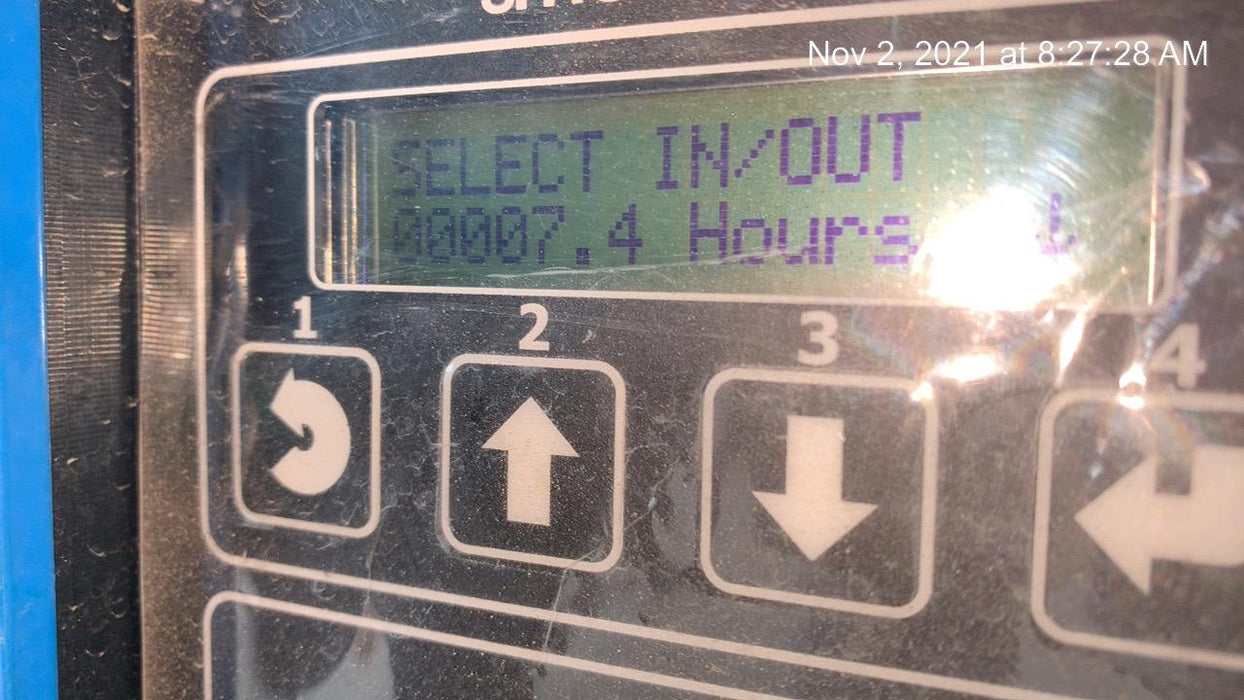 Nov 2, 2021 at 8:27:28 AM
SELECT IN/OUT
00007.4 Hours ↓
1 2 3 4